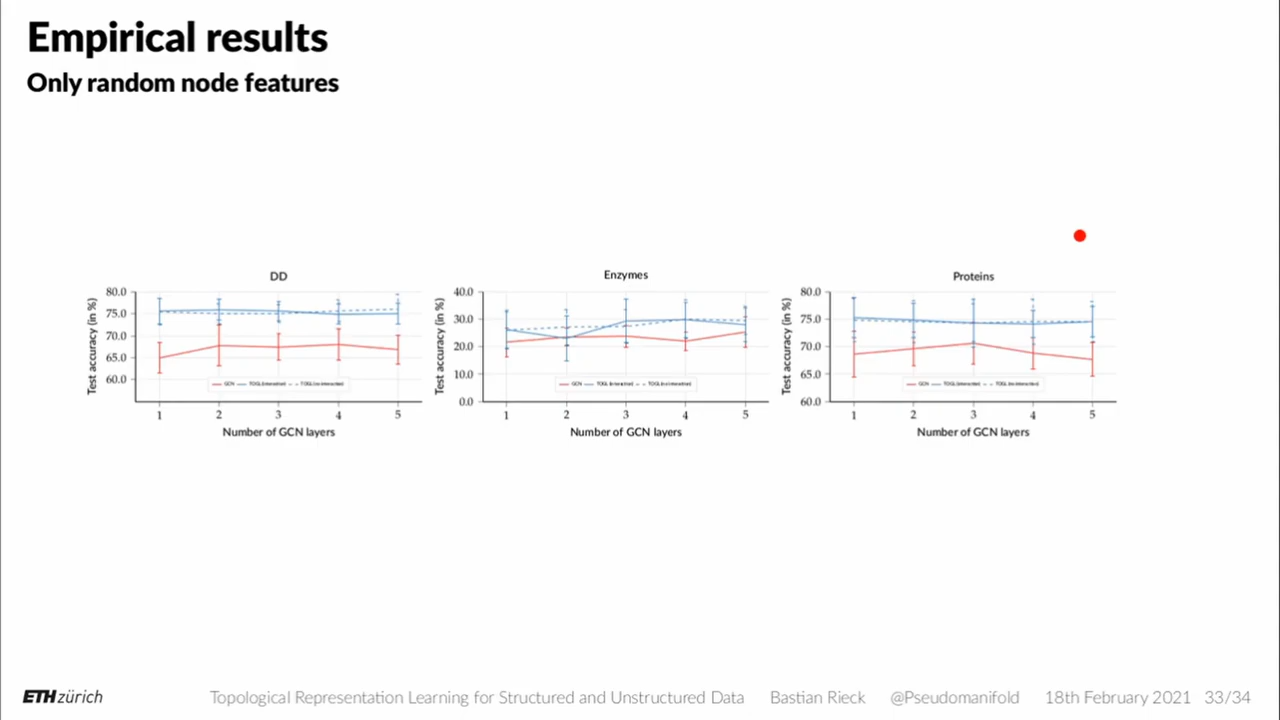 Empirical results
Only random node features
DD
Test accuracy (in %)
80.0
75.0
70.0
65.0
60.0
1 2 3 4 5
Number of GCN layers
GCN
Enzymes
Test accuracy (in %)
40.0
30.0
20.0
10.0
0.0
1 2 3 4 5
Number of GCN layers
GCN
Proteins
Test accuracy (in %)
80.0
75.0
70.0
65.0
60.0
1 2 3 4 5
Number of GCN layers
GCN
ETH zürich Topological Representation Learning for Structured and Unstructured Data Bastian Rieck @Pseudomanifold 18th February 2021 33/34